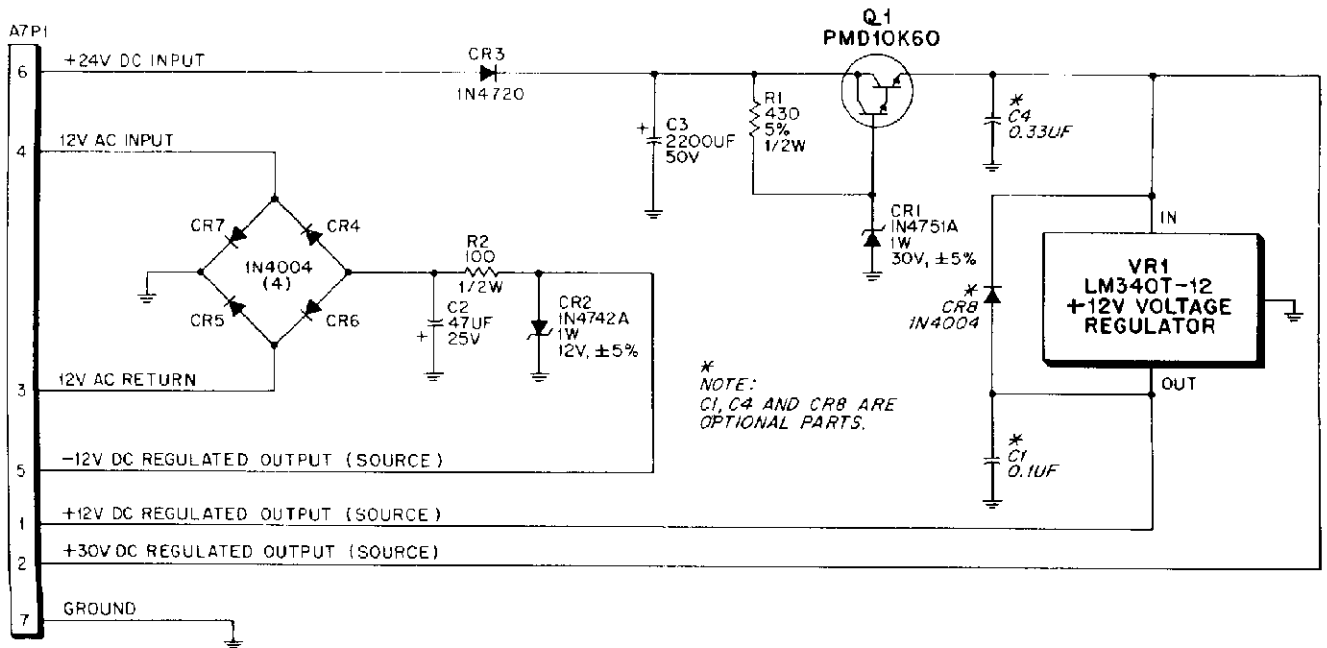 A7P1
6
+24V DC INPUT
CR3
1N4720
Q1
PMD10K60
+
C3
2200UF
50V
R1
430
5%
1/2W
*
C4
0.33UF
4
12V AC INPUT
CR7
CR4
1N4004
(4)
CR5
CR6
R2
100
1/2W
C2
47UF
25V
+
CR2
1N4742A
1W
12V, ±5%
CR1
1N4751A
1W
30V, ±5%
IN
VR1
LM340T-12
+12V VOLTAGE
REGULATOR
OUT
*
CR8
1N4004
3
12V AC RETURN
*
NOTE:
C1, C4 AND CR8 ARE
OPTIONAL PARTS.
*
C1
0.1UF
5
-12V DC REGULATED OUTPUT (SOURCE)
1
+12V DC REGULATED OUTPUT (SOURCE)
2
+30V DC REGULATED OUTPUT (SOURCE)
7
GROUND